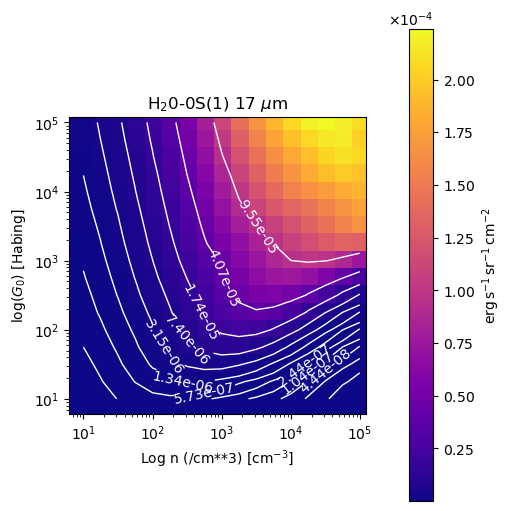 ×10⁻⁴
H₂0-0S(1) 17 μm
10⁵
10⁴
10³
10²
10¹
log(G₀) [Habing]
9.55e-05
4.07e-05
1.74e-05
7.40e-06
3.15e-06
1.34e-06
5.73e-07
2.44e-07
1.04e-07
4.44e-08
10¹ 10² 10³ 10⁴ 10⁵
Log n (/cm**3) [cm⁻³]
2.00
1.75
1.50
1.25
1.00
0.75
0.50
0.25
erg s⁻¹ sr⁻¹ cm⁻²